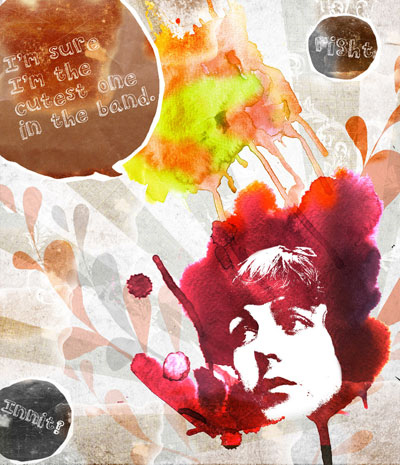 I'm sure
I'm the
cutest one
in the band.
right
Innit?